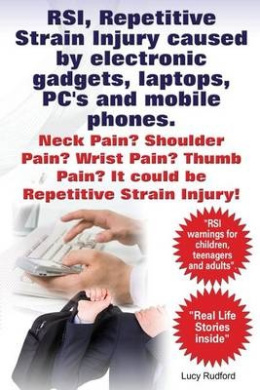 RSI, Repetitive
Strain Injury caused
by electronic
gadgets, laptops,
PC's and mobile
phones.
Neck Pain? Shoulder
Pain? Wrist Pain? Thumb
Pain? It could be
Repetitive Strain Injury!
"RSI
warnings for
children,
teenagers
and adults".
"Real Life
Stories
inside"
Lucy Rudford